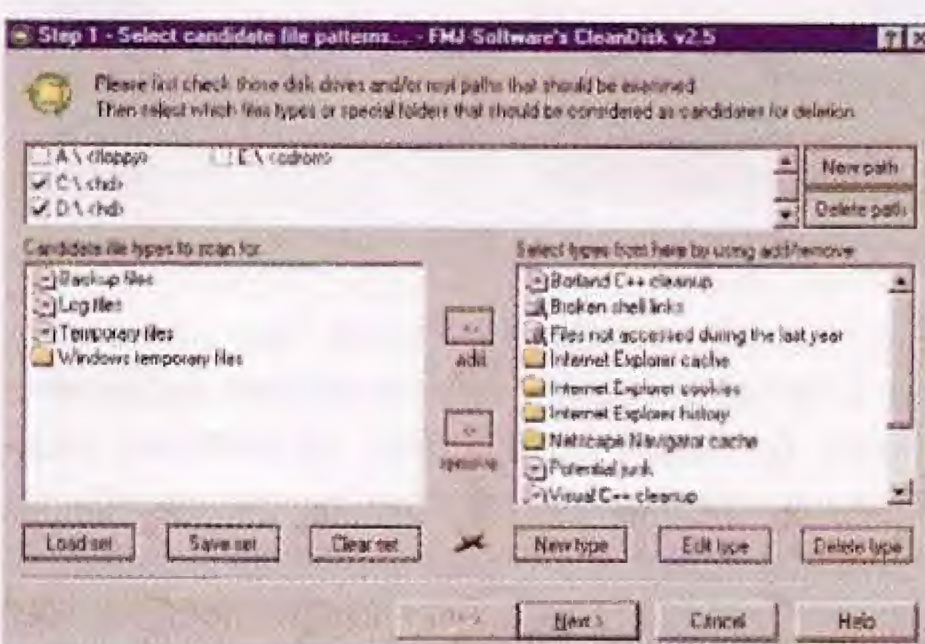 Step 1 - Select candidate file patterns... - FMJ-Software's CleanDisk v2.5
Please first check those disk drives and/or root paths that should be examined
Then select which files types or special folders that should be considered as candidates for deletion
A:\ <floppy>
E:\ <cdrom>
C:\ <hd>
D:\ <hd>
New path
Delete path
Candidate file types to scan for
Select types from here by using add/remove
Backup files
Log files
Temporary files
Windows temporary files
add
remove
Borland C++ cleanup
Broken shell links
Files not accessed during the last year
Internet Explorer cache
Internet Explorer cookies
Internet Explorer history
Netscape Navigator cache
Potential junk
Visual C++ cleanup
Load set
Save set
Clear set
New type
Edit type
Delete type
Next >
Cancel
Help